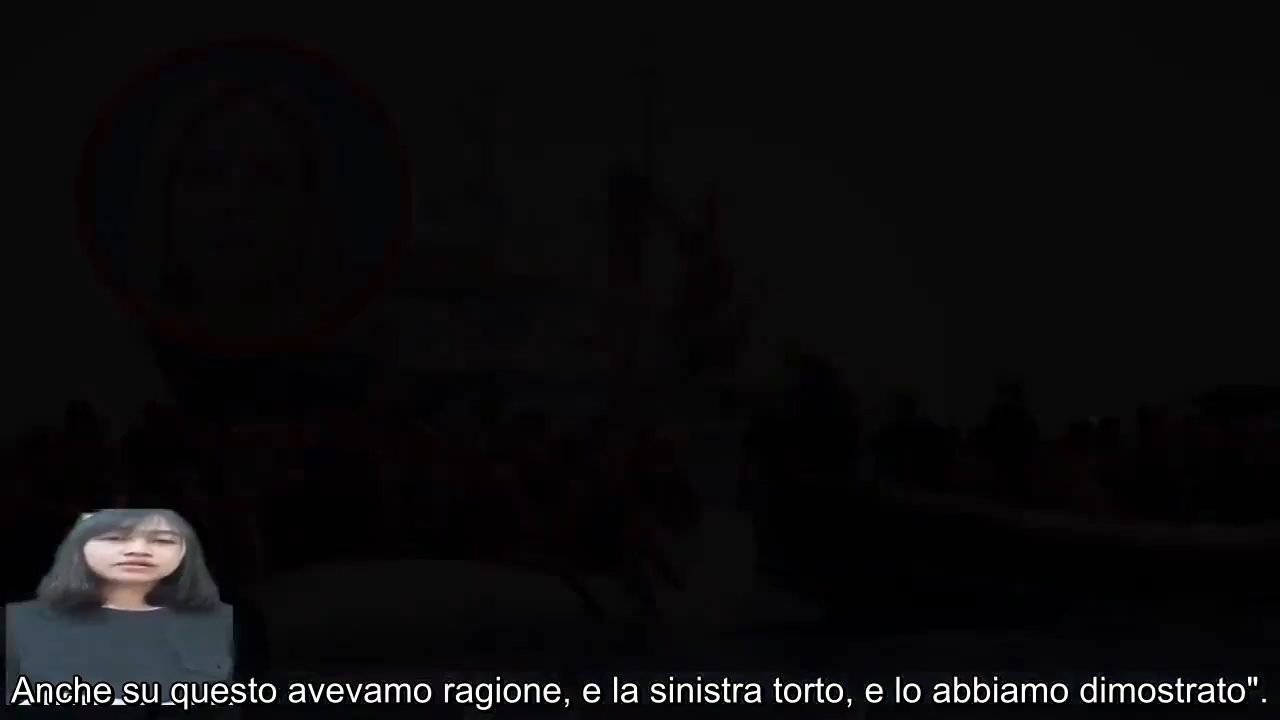 Anche su questo avevamo ragione, e la sinistra torto, e lo abbiamo dimostrato".